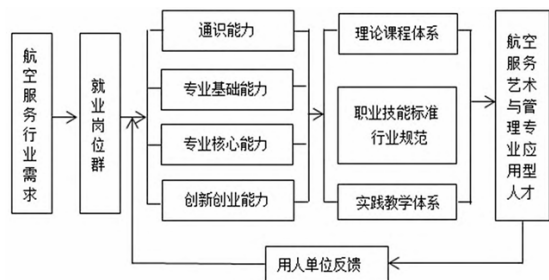 航空服务行业需求
就业岗位群
通识能力
专业基础能力
专业核心能力
创新创业能力
理论课程体系
职业技能标准
行业规范
实践教学体系
航空服务艺术与管理专业应用型人才
用人单位反馈